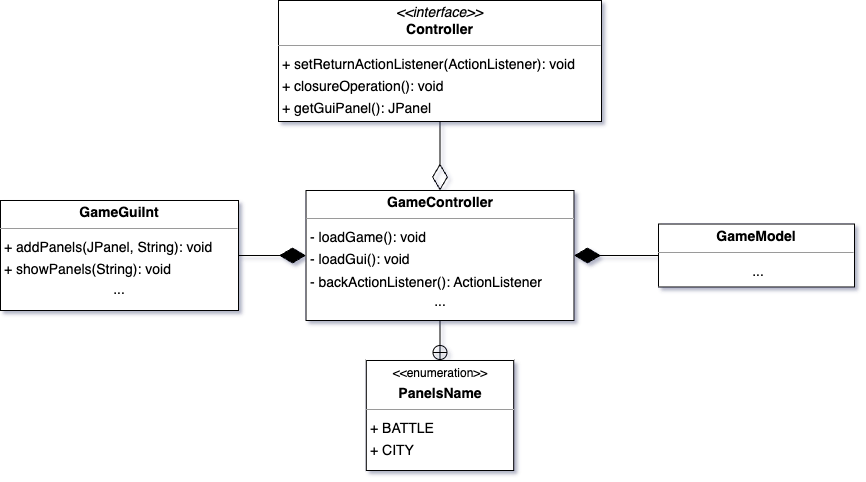 <<interface>>
Controller
+ setReturnActionListener(ActionListener): void
+ closureOperation(): void
+ getGuiPanel(): JPanel
GameGuiInt
+ addPanels(JPanel, String): void
+ showPanels(String): void
...
GameController
- loadGame(): void
- loadGui(): void
- backActionListener(): ActionListener
...
GameModel
...
<<enumeration>>
PanelsName
+ BATTLE
+ CITY